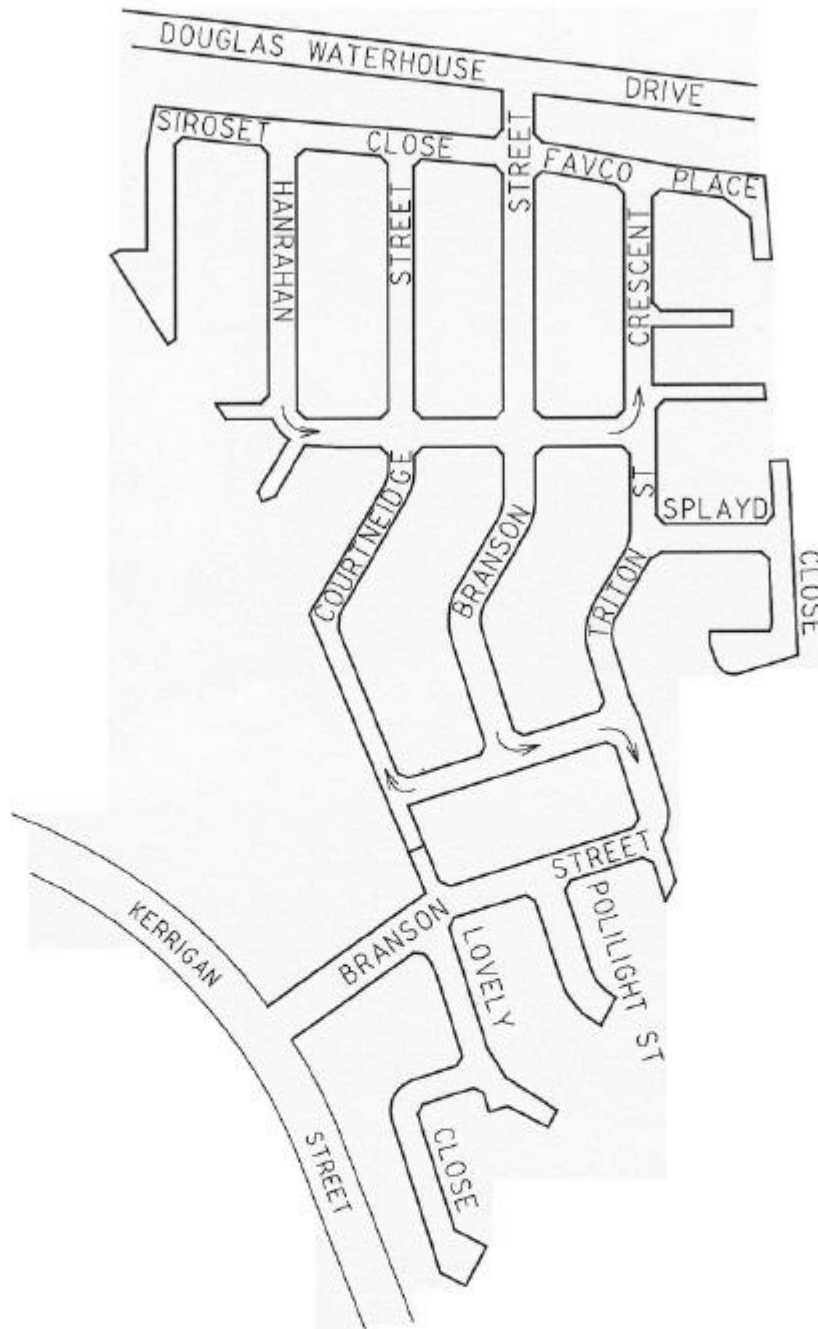 DOUGLAS WATERHOUSE DRIVE
SIROSET CLOSE
STREET
FAVCO PLACE
HANRAHAN
STREET
CRESCENT
COURTNEIDGE
BRANSON
ST
TRITON
SPLAYD
CLOSE
STREET
BRANSON
KERRIGAN
STREET
LOVELY
CLOSE
POLILIGHT ST